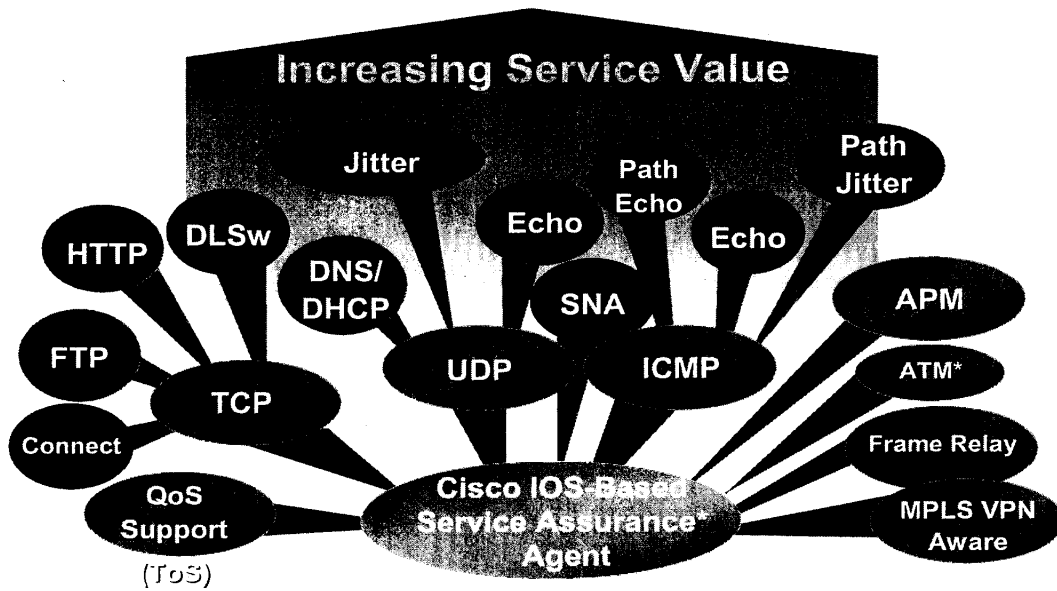 Increasing Service Value
Jitter
Path
Echo
Path
Jitter
HTTP
DLSw
Echo
Echo
DNS/
DHCP
SNA
APM
FTP
UDP
ICMP
ATM*
TCP
Connect
Frame Relay
QoS
Support
(ToS)
Cisco IOS-Based
Service Assurance*
Agent
MPLS VPN
Aware